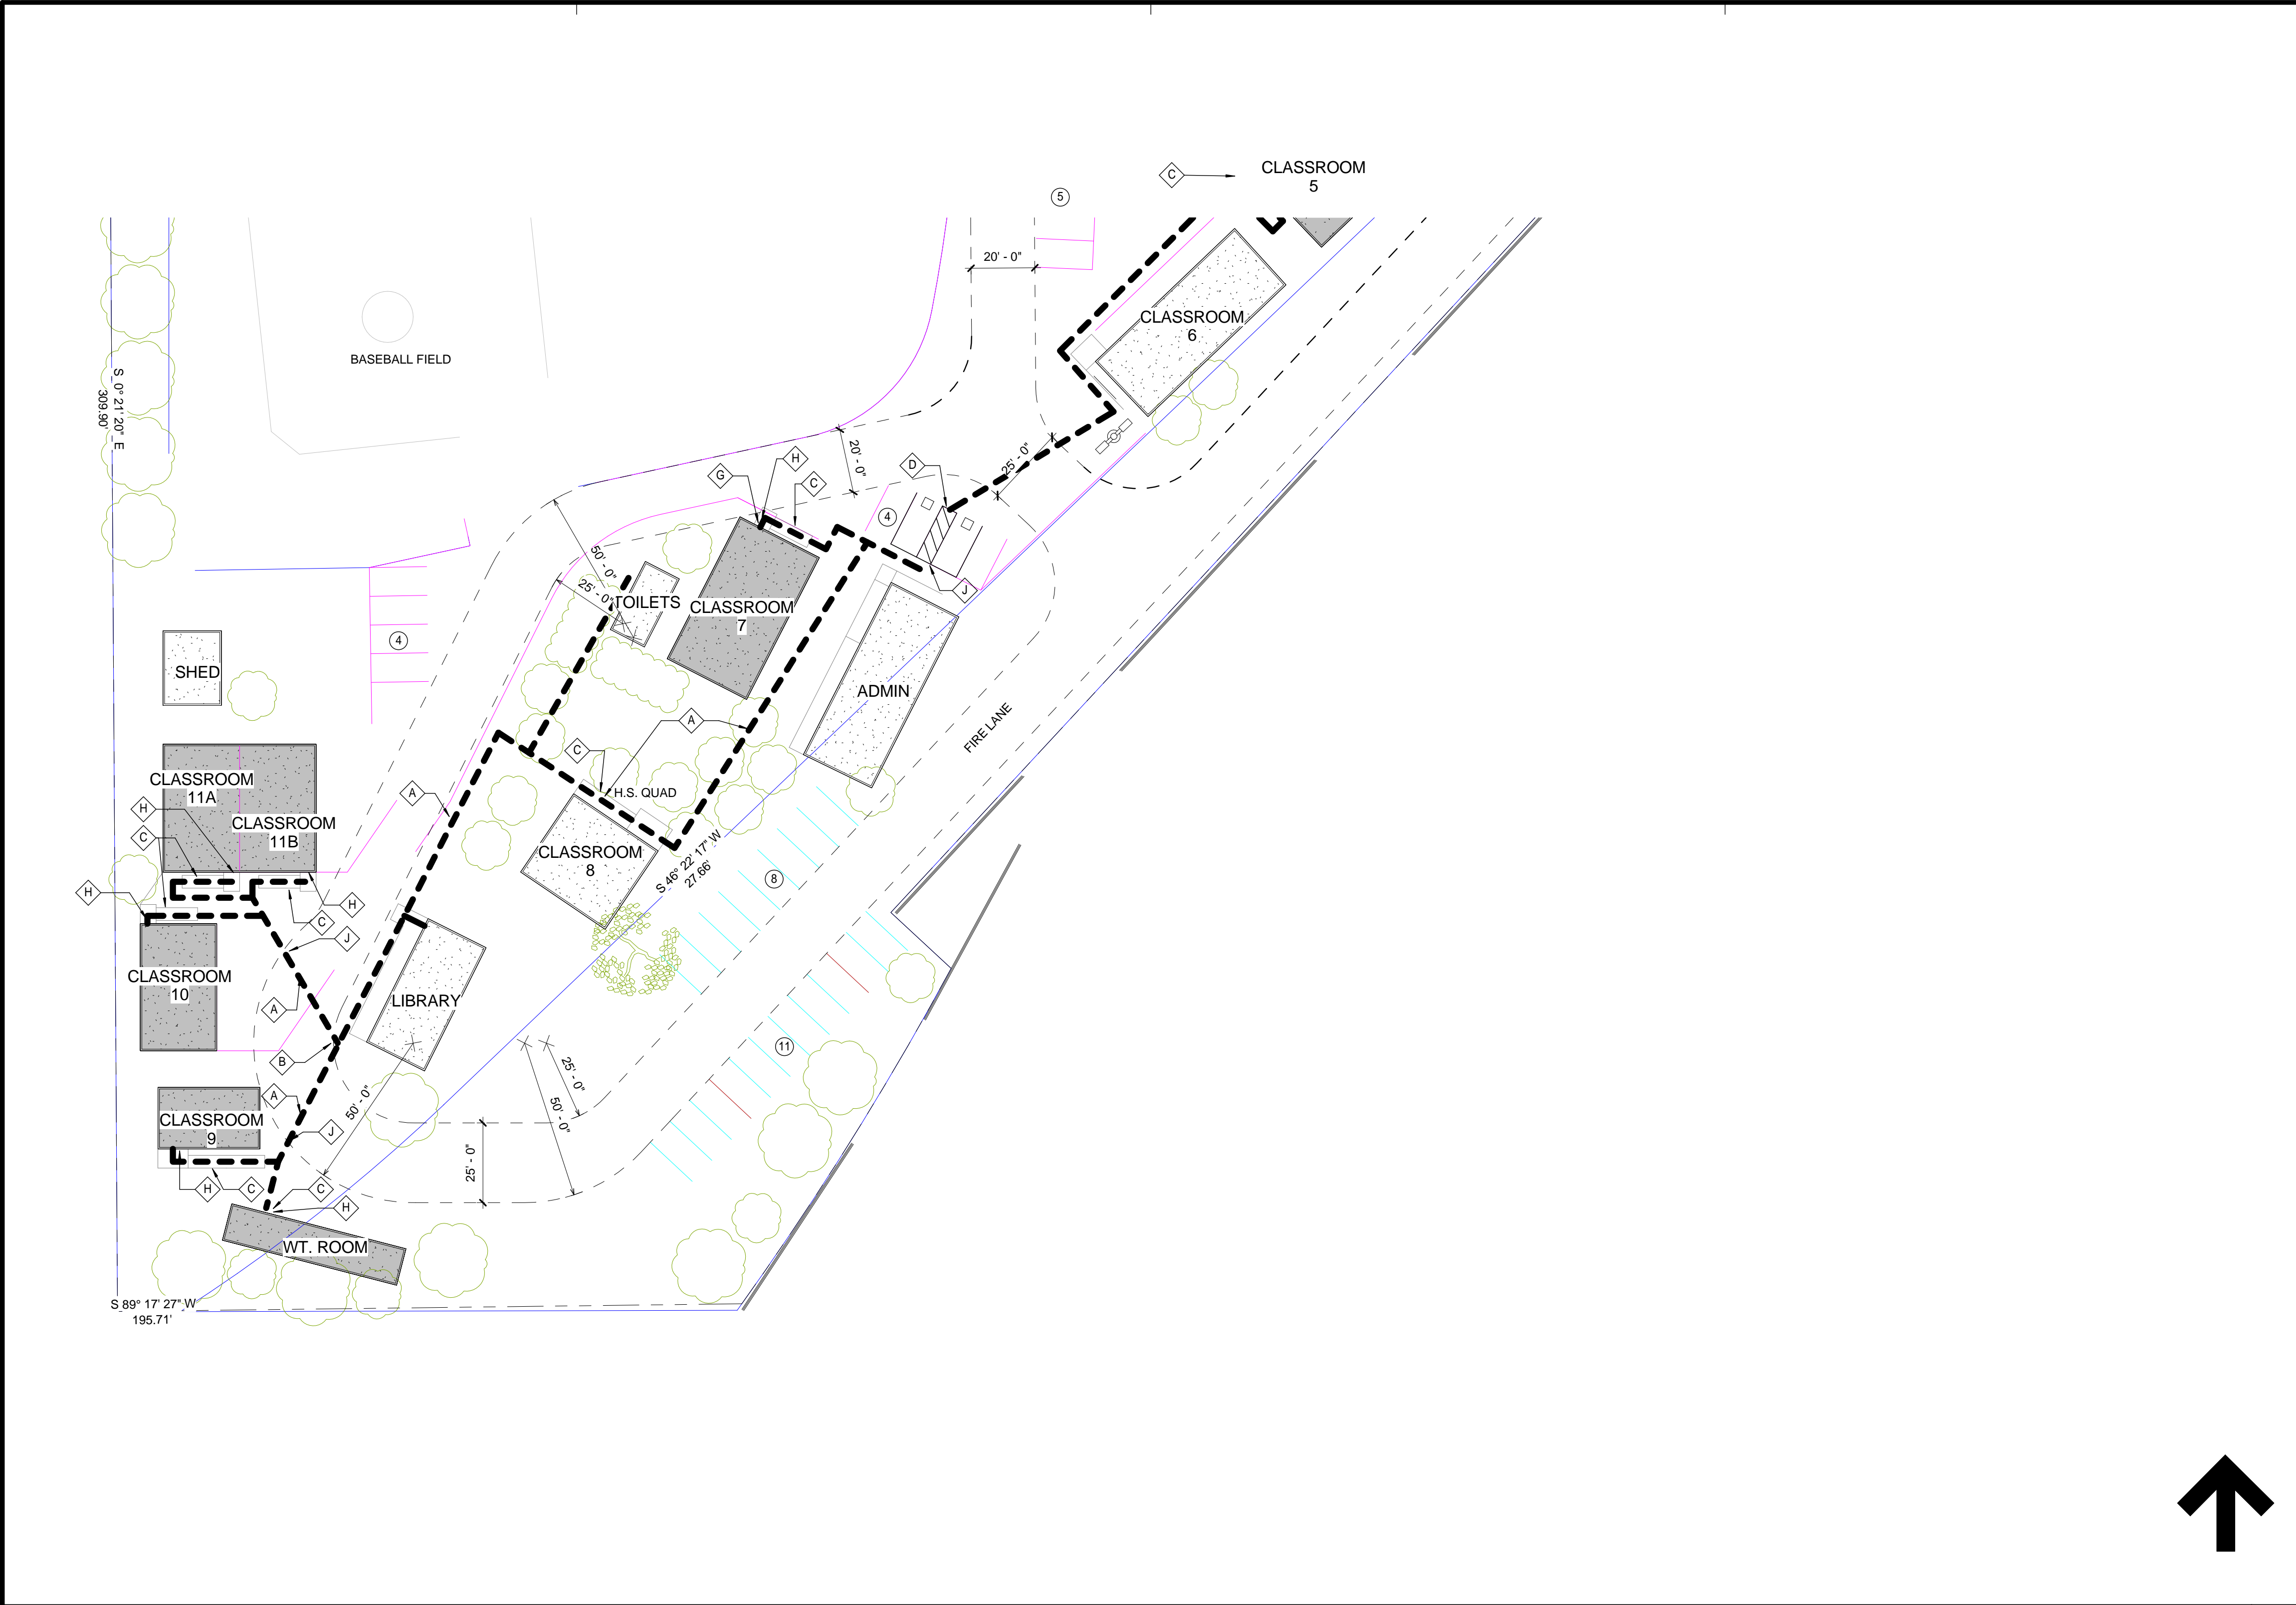 C
CLASSROOM
5
5
20' - 0"
CLASSROOM
6
BASEBALL FIELD
S 0° 21' 20" E
309.90'
20' - 0"
25' - 0"
H
G
C
D
4
J
50' - 0"
25' - 0"
TOILETS
CLASSROOM
7
4
SHED
ADMIN
A
FIRE LANE
C
H.S. QUAD
A
CLASSROOM
11A
H
CLASSROOM
11B
C
CLASSROOM
8
S 46° 22' 17" W
27.66'
8
H
H
C
J
CLASSROOM
10
A
LIBRARY
B
11
25' - 0"
50' - 0"
50' - 0"
A
CLASSROOM
9
J
25' - 0"
H
C
C
H
WT. ROOM
S 89° 17' 27" W
195.71'